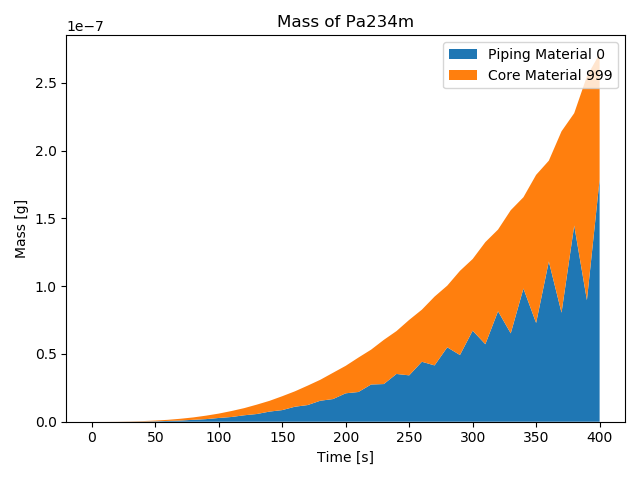 Mass of Pa234m
1e−7
Piping Material 0
Core Material 999
2.5
2.0
1.5
1.0
0.5
0.0
Mass [g]
0 50 100 150 200 250 300 350 400
Time [s]